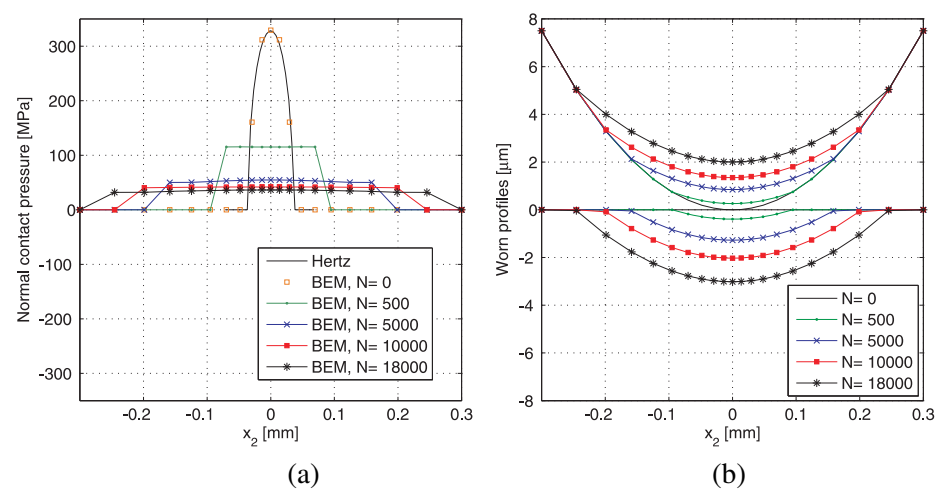 Normal contact pressure [MPa]
300
200
100
0
-100
-200
-300
-0.2 -0.1 0 0.1 0.2 0.3
x2 [mm]
Hertz
BEM, N= 0
BEM, N= 500
BEM, N= 5000
BEM, N= 10000
BEM, N= 18000
(a)
Worn profiles [μm]
8
6
4
2
0
-2
-4
-6
-8
-0.2 -0.1 0 0.1 0.2 0.3
x2 [mm]
N= 0
N= 500
N= 5000
N= 10000
N= 18000
(b)